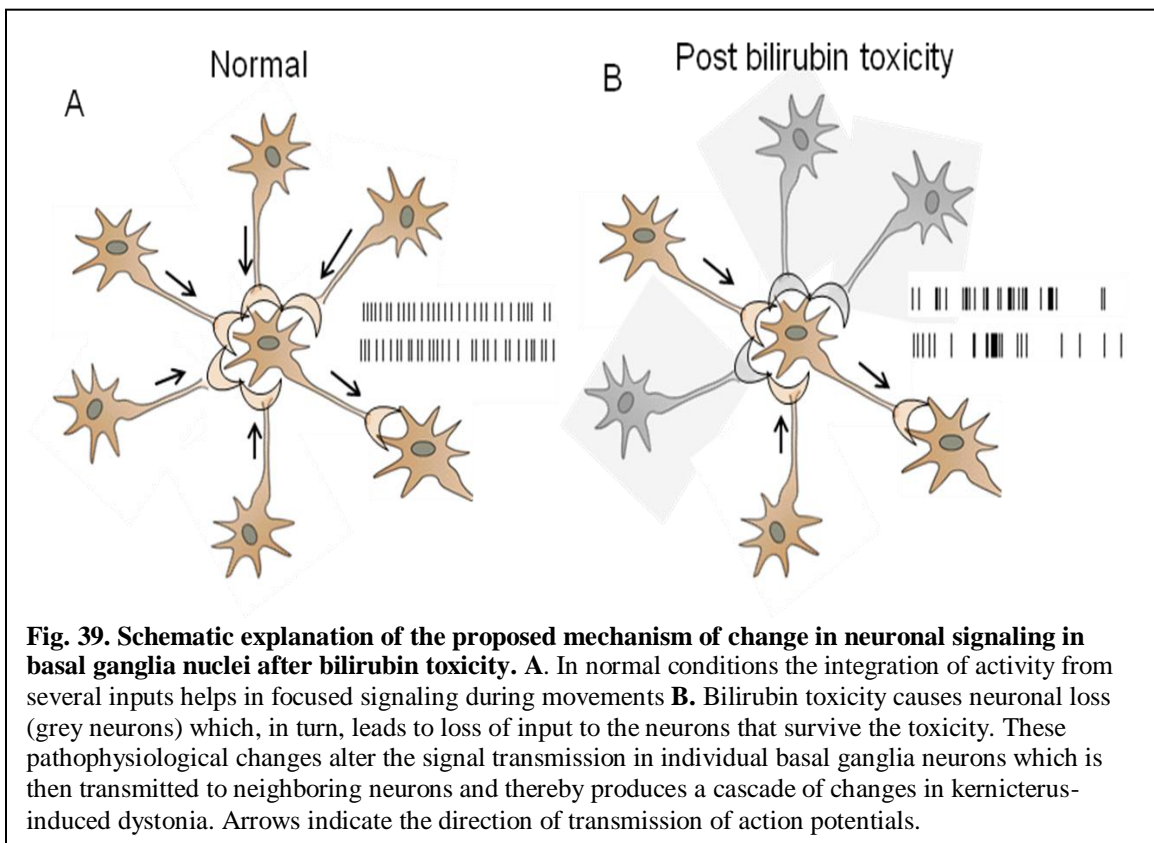 Normal
A
Post bilirubin toxicity
B
Fig. 39. Schematic explanation of the proposed mechanism of change in neuronal signaling in
basal ganglia nuclei after bilirubin toxicity. A. In normal conditions the integration of activity from
several inputs helps in focused signaling during movements B. Bilirubin toxicity causes neuronal loss
(grey neurons) which, in turn, leads to loss of input to the neurons that survive the toxicity. These
pathophysiological changes alter the signal transmission in individual basal ganglia neurons which is
then transmitted to neighboring neurons and thereby produces a cascade of changes in kernicterus-
induced dystonia. Arrows indicate the direction of transmission of action potentials.